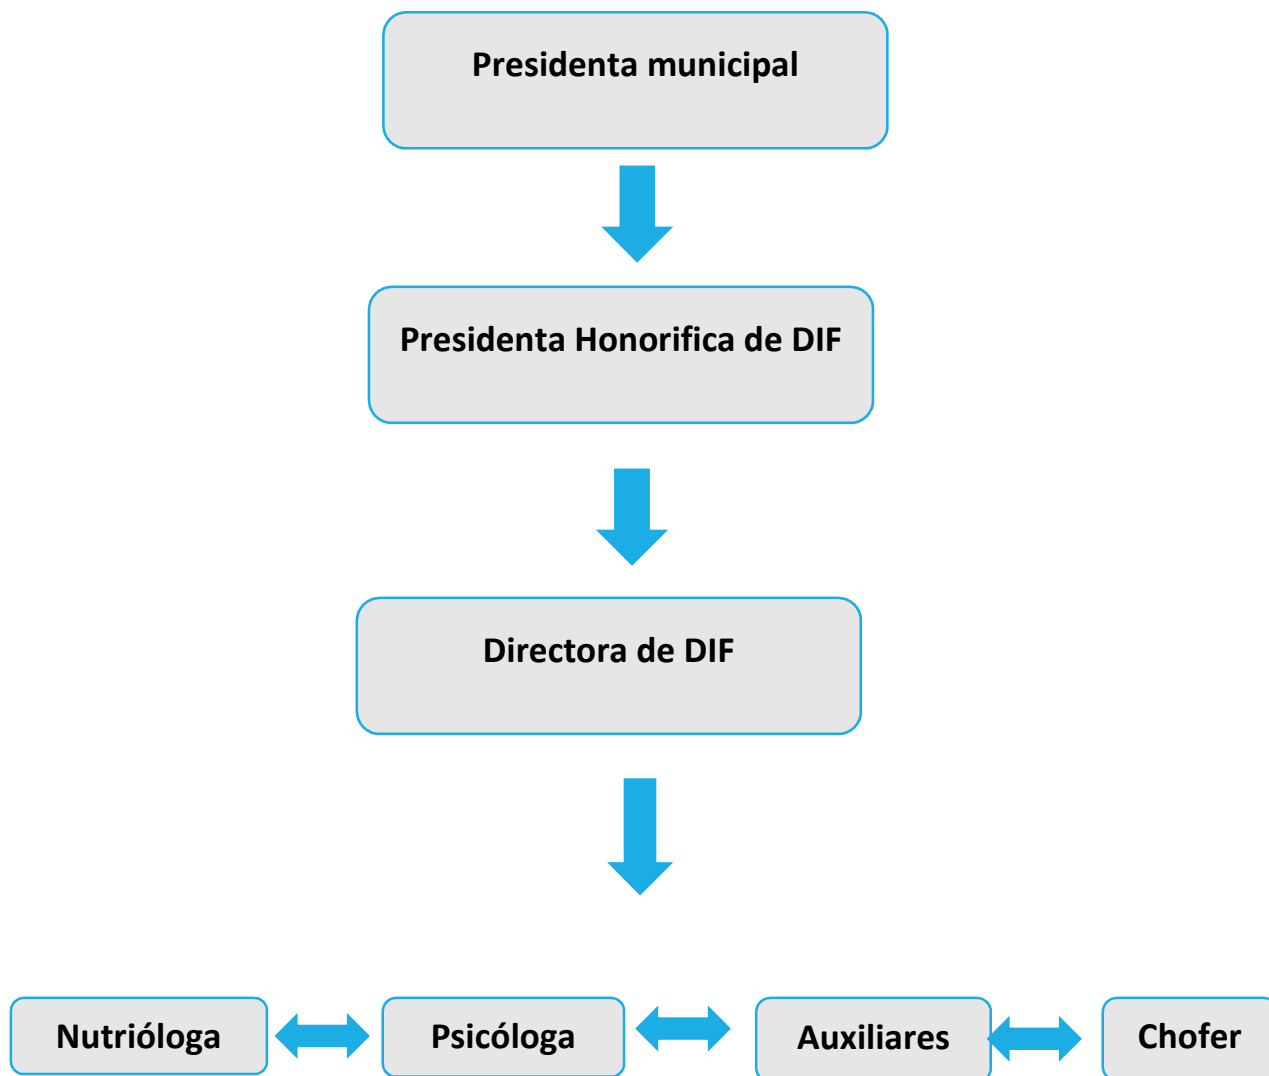 Presidenta municipal
Presidenta Honorifica de DIF
Directora de DIF
Nutrióloga
Psicóloga
Auxiliares
Chofer